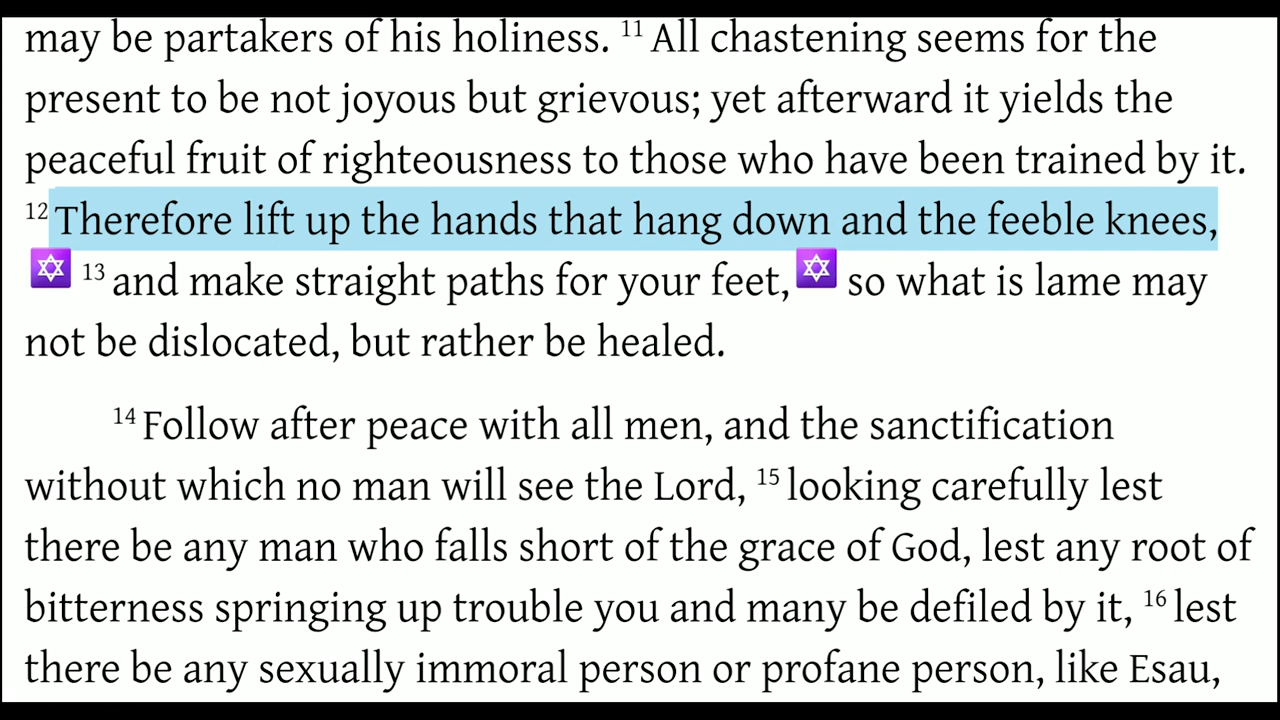 may be partakers of his holiness. ¹¹ All chastening seems for the
present to be not joyous but grievous; yet afterward it yields the
peaceful fruit of righteousness to those who have been trained by it.
¹² Therefore lift up the hands that hang down and the feeble knees,
🔯 ¹³ and make straight paths for your feet,🔯 so what is lame may
not be dislocated, but rather be healed.
¹⁴ Follow after peace with all men, and the sanctification
without which no man will see the Lord, ¹⁵ looking carefully lest
there be any man who falls short of the grace of God, lest any root of
bitterness springing up trouble you and many be defiled by it, ¹⁶ lest
there be any sexually immoral person or profane person, like Esau,